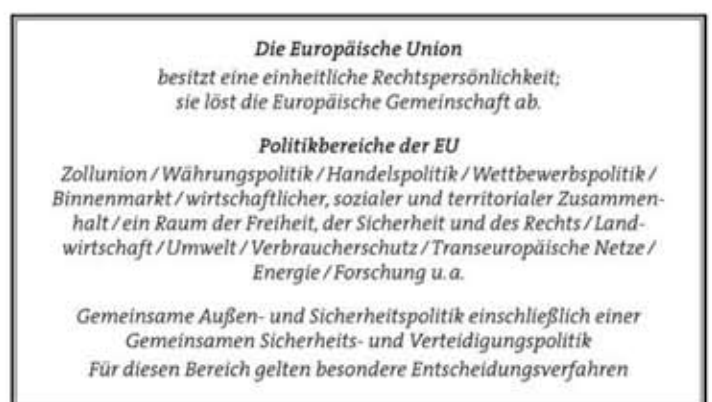 Die Europäische Union
besitzt eine einheitliche Rechtspersönlichkeit;
sie löst die Europäische Gemeinschaft ab.
Politikbereiche der EU
Zollunion / Währungspolitik / Handelspolitik / Wettbewerbspolitik /
Binnenmarkt / wirtschaftlicher, sozialer und territorialer Zusammen-
halt / ein Raum der Freiheit, der Sicherheit und des Rechts / Land-
wirtschaft / Umwelt / Verbraucherschutz / Transeuropäische Netze /
Energie / Forschung u. a.
Gemeinsame Außen- und Sicherheitspolitik einschließlich einer
Gemeinsamen Sicherheits- und Verteidigungspolitik
Für diesen Bereich gelten besondere Entscheidungsverfahren